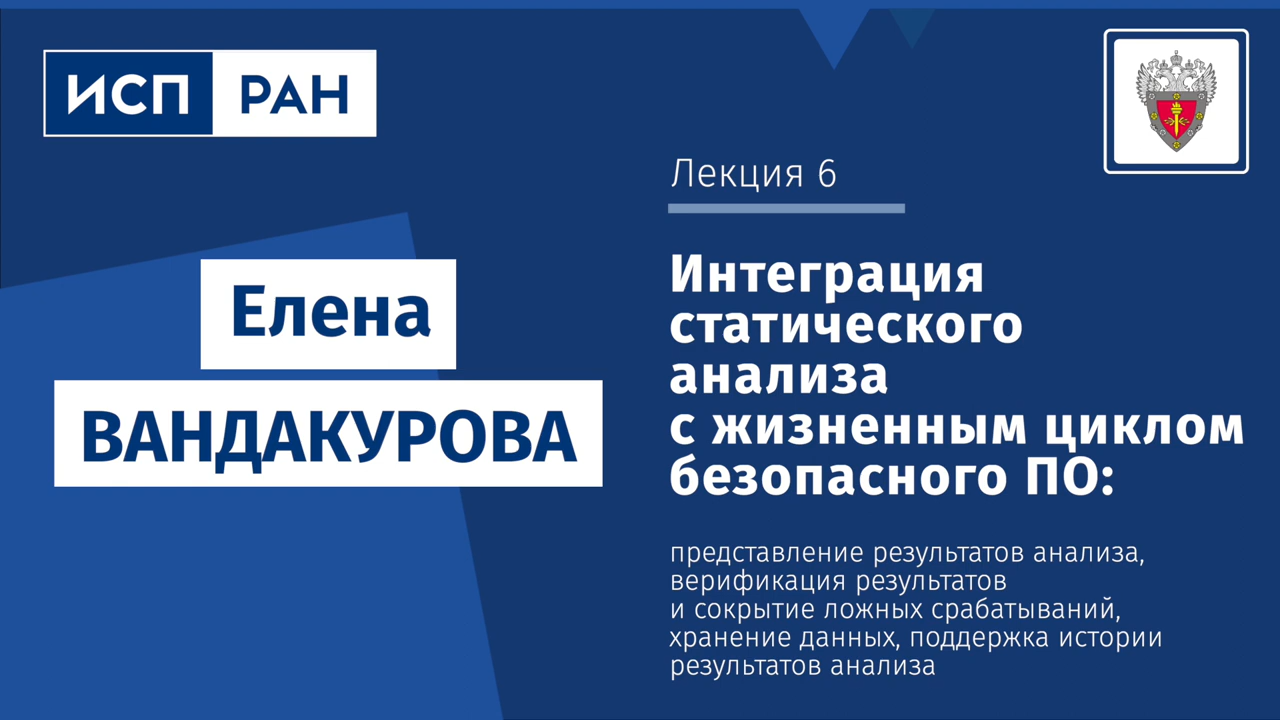 ИСП РАН
Лекция 6
Елена
ВАНДАКУРОВА
Интеграция
статического
анализа
с жизненным циклом
безопасного ПО:
представление результатов анализа,
верификация результатов
и сокрытие ложных срабатываний,
хранение данных, поддержка истории
результатов анализа